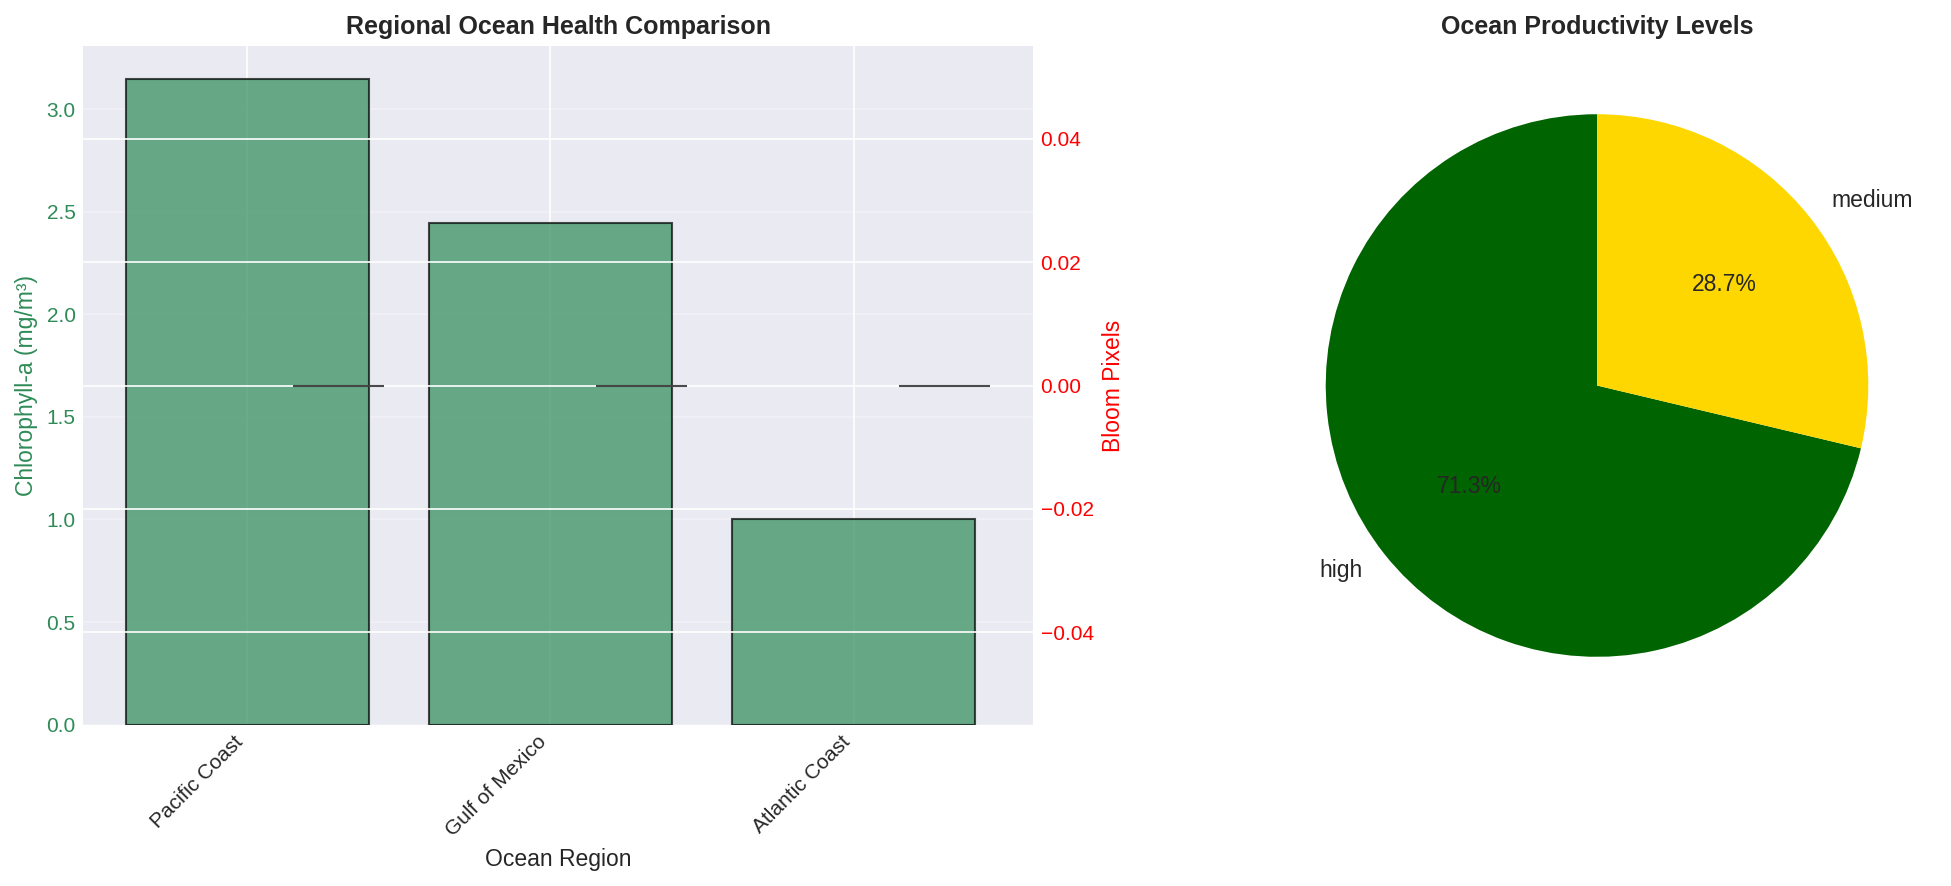 Regional Ocean Health Comparison
Chlorophyll-a (mg/m³)
3.0
2.5
2.0
1.5
1.0
0.5
0.0
0.04
0.02
0.00
−0.02
−0.04
Bloom Pixels
Pacific Coast
Gulf of Mexico
Atlantic Coast
Ocean Region
Ocean Productivity Levels
medium
28.7%
71.3%
high